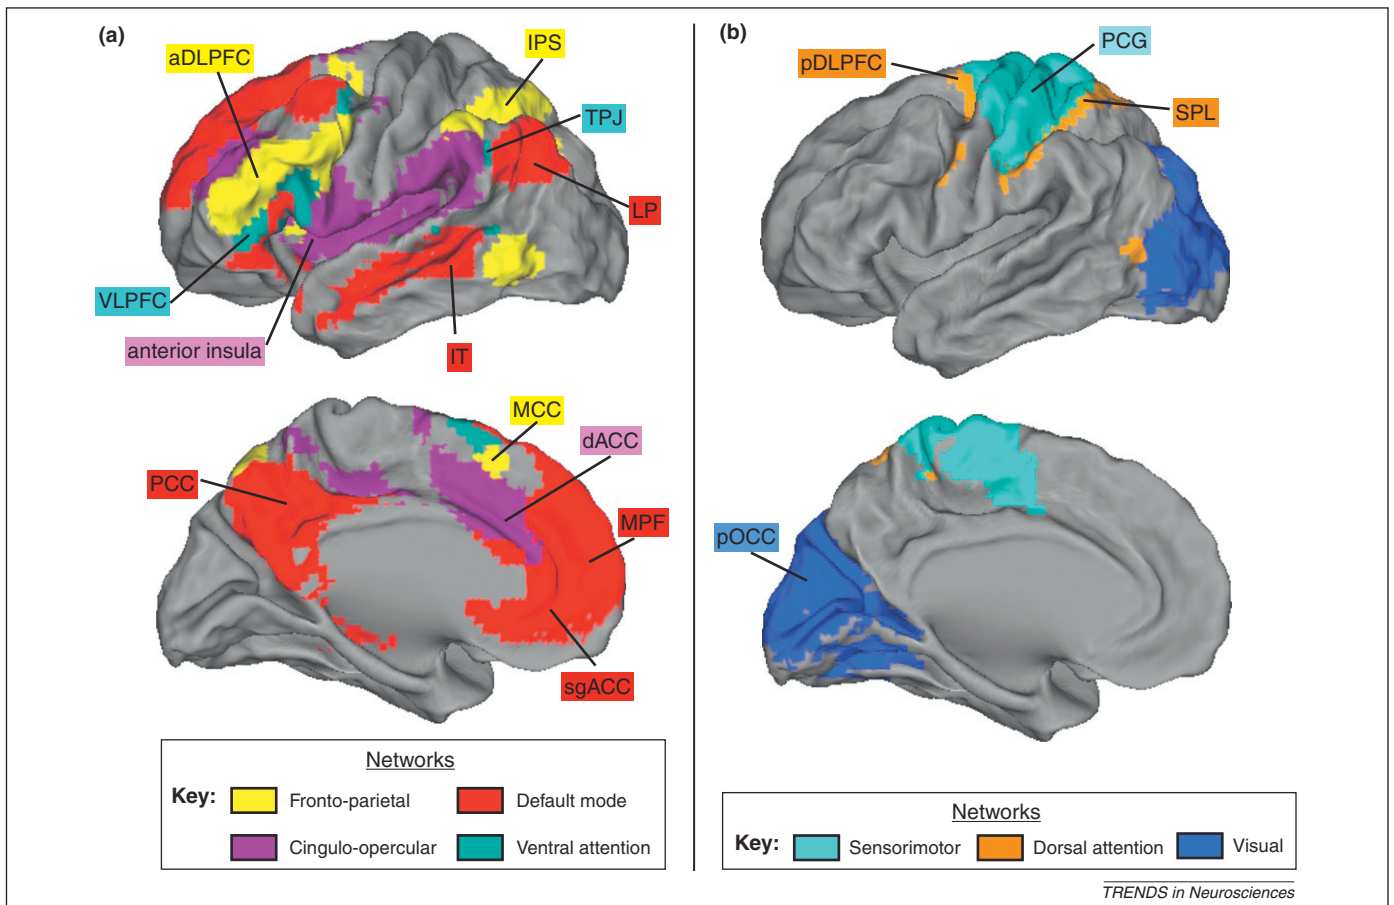 (a)
aDLPFC
IPS
TPJ
LP
VLPFC
anterior insula
IT
MCC
dACC
PCC
MPF
sgACC
Networks
Key: Fronto-parietal Default mode
Cingulo-opercular Ventral attention
(b)
PCG
pDLPFC
SPL
pOCC
Networks
Key: Sensorimotor Dorsal attention Visual
TRENDS in Neurosciences